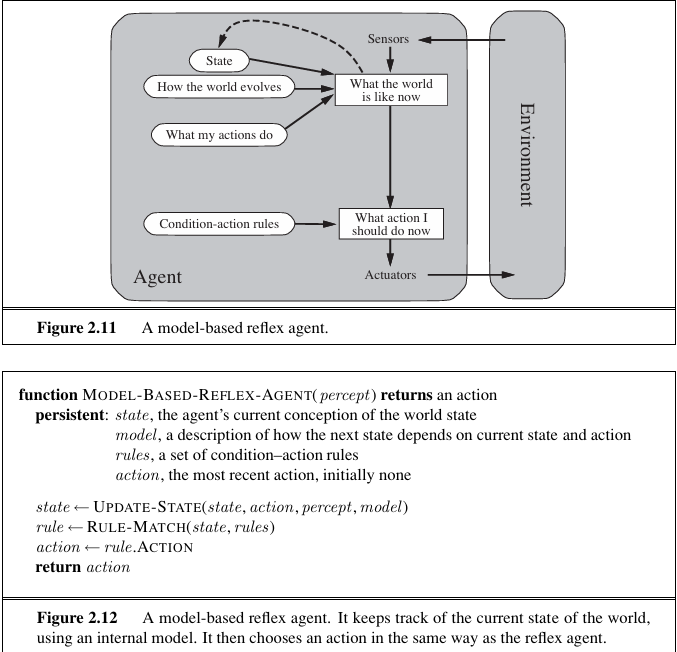 Sensors
State
How the world evolves
What the world
is like now
What my actions do
Environment
Condition-action rules
What action I
should do now
Agent
Actuators
Figure 2.11 A model-based reflex agent.
function MODEL-BASED-REFLEX-AGENT(percept) returns an action
persistent: state, the agent's current conception of the world state
model, a description of how the next state depends on current state and action
rules, a set of condition–action rules
action, the most recent action, initially none
state ← UPDATE-STATE(state, action, percept, model)
rule ← RULE-MATCH(state, rules)
action ← rule.ACTION
return action
Figure 2.12 A model-based reflex agent. It keeps track of the current state of the world,
using an internal model. It then chooses an action in the same way as the reflex agent.